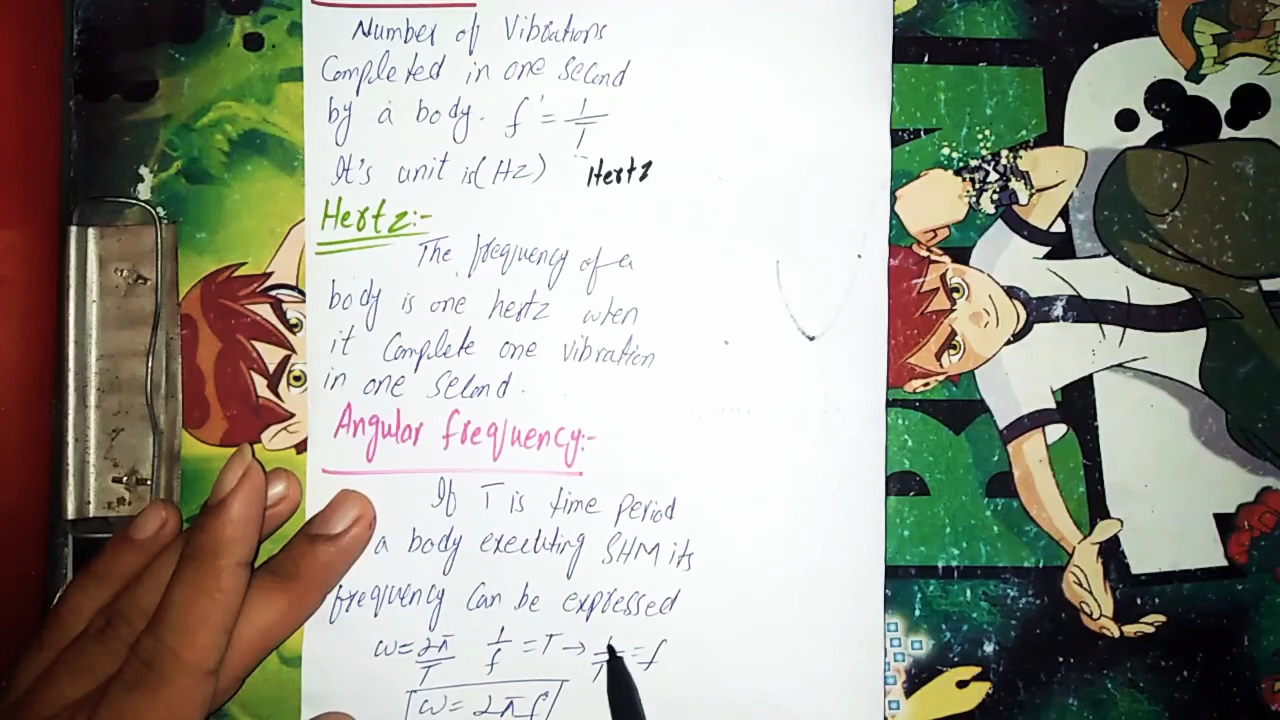 Number of Vibrations
Completed in one second
by a body. f = 1/T
It's unit is (Hz) Hertz
Hertz:-
The frequency of a
body is one hertz when
it Complete one vibration
in one second.
Angular frequency:-
If T is time period
a body executing SHM its
frequency can be expressed
ω = 2π/T 1/f = T → 1/T = f
ω = 2πf